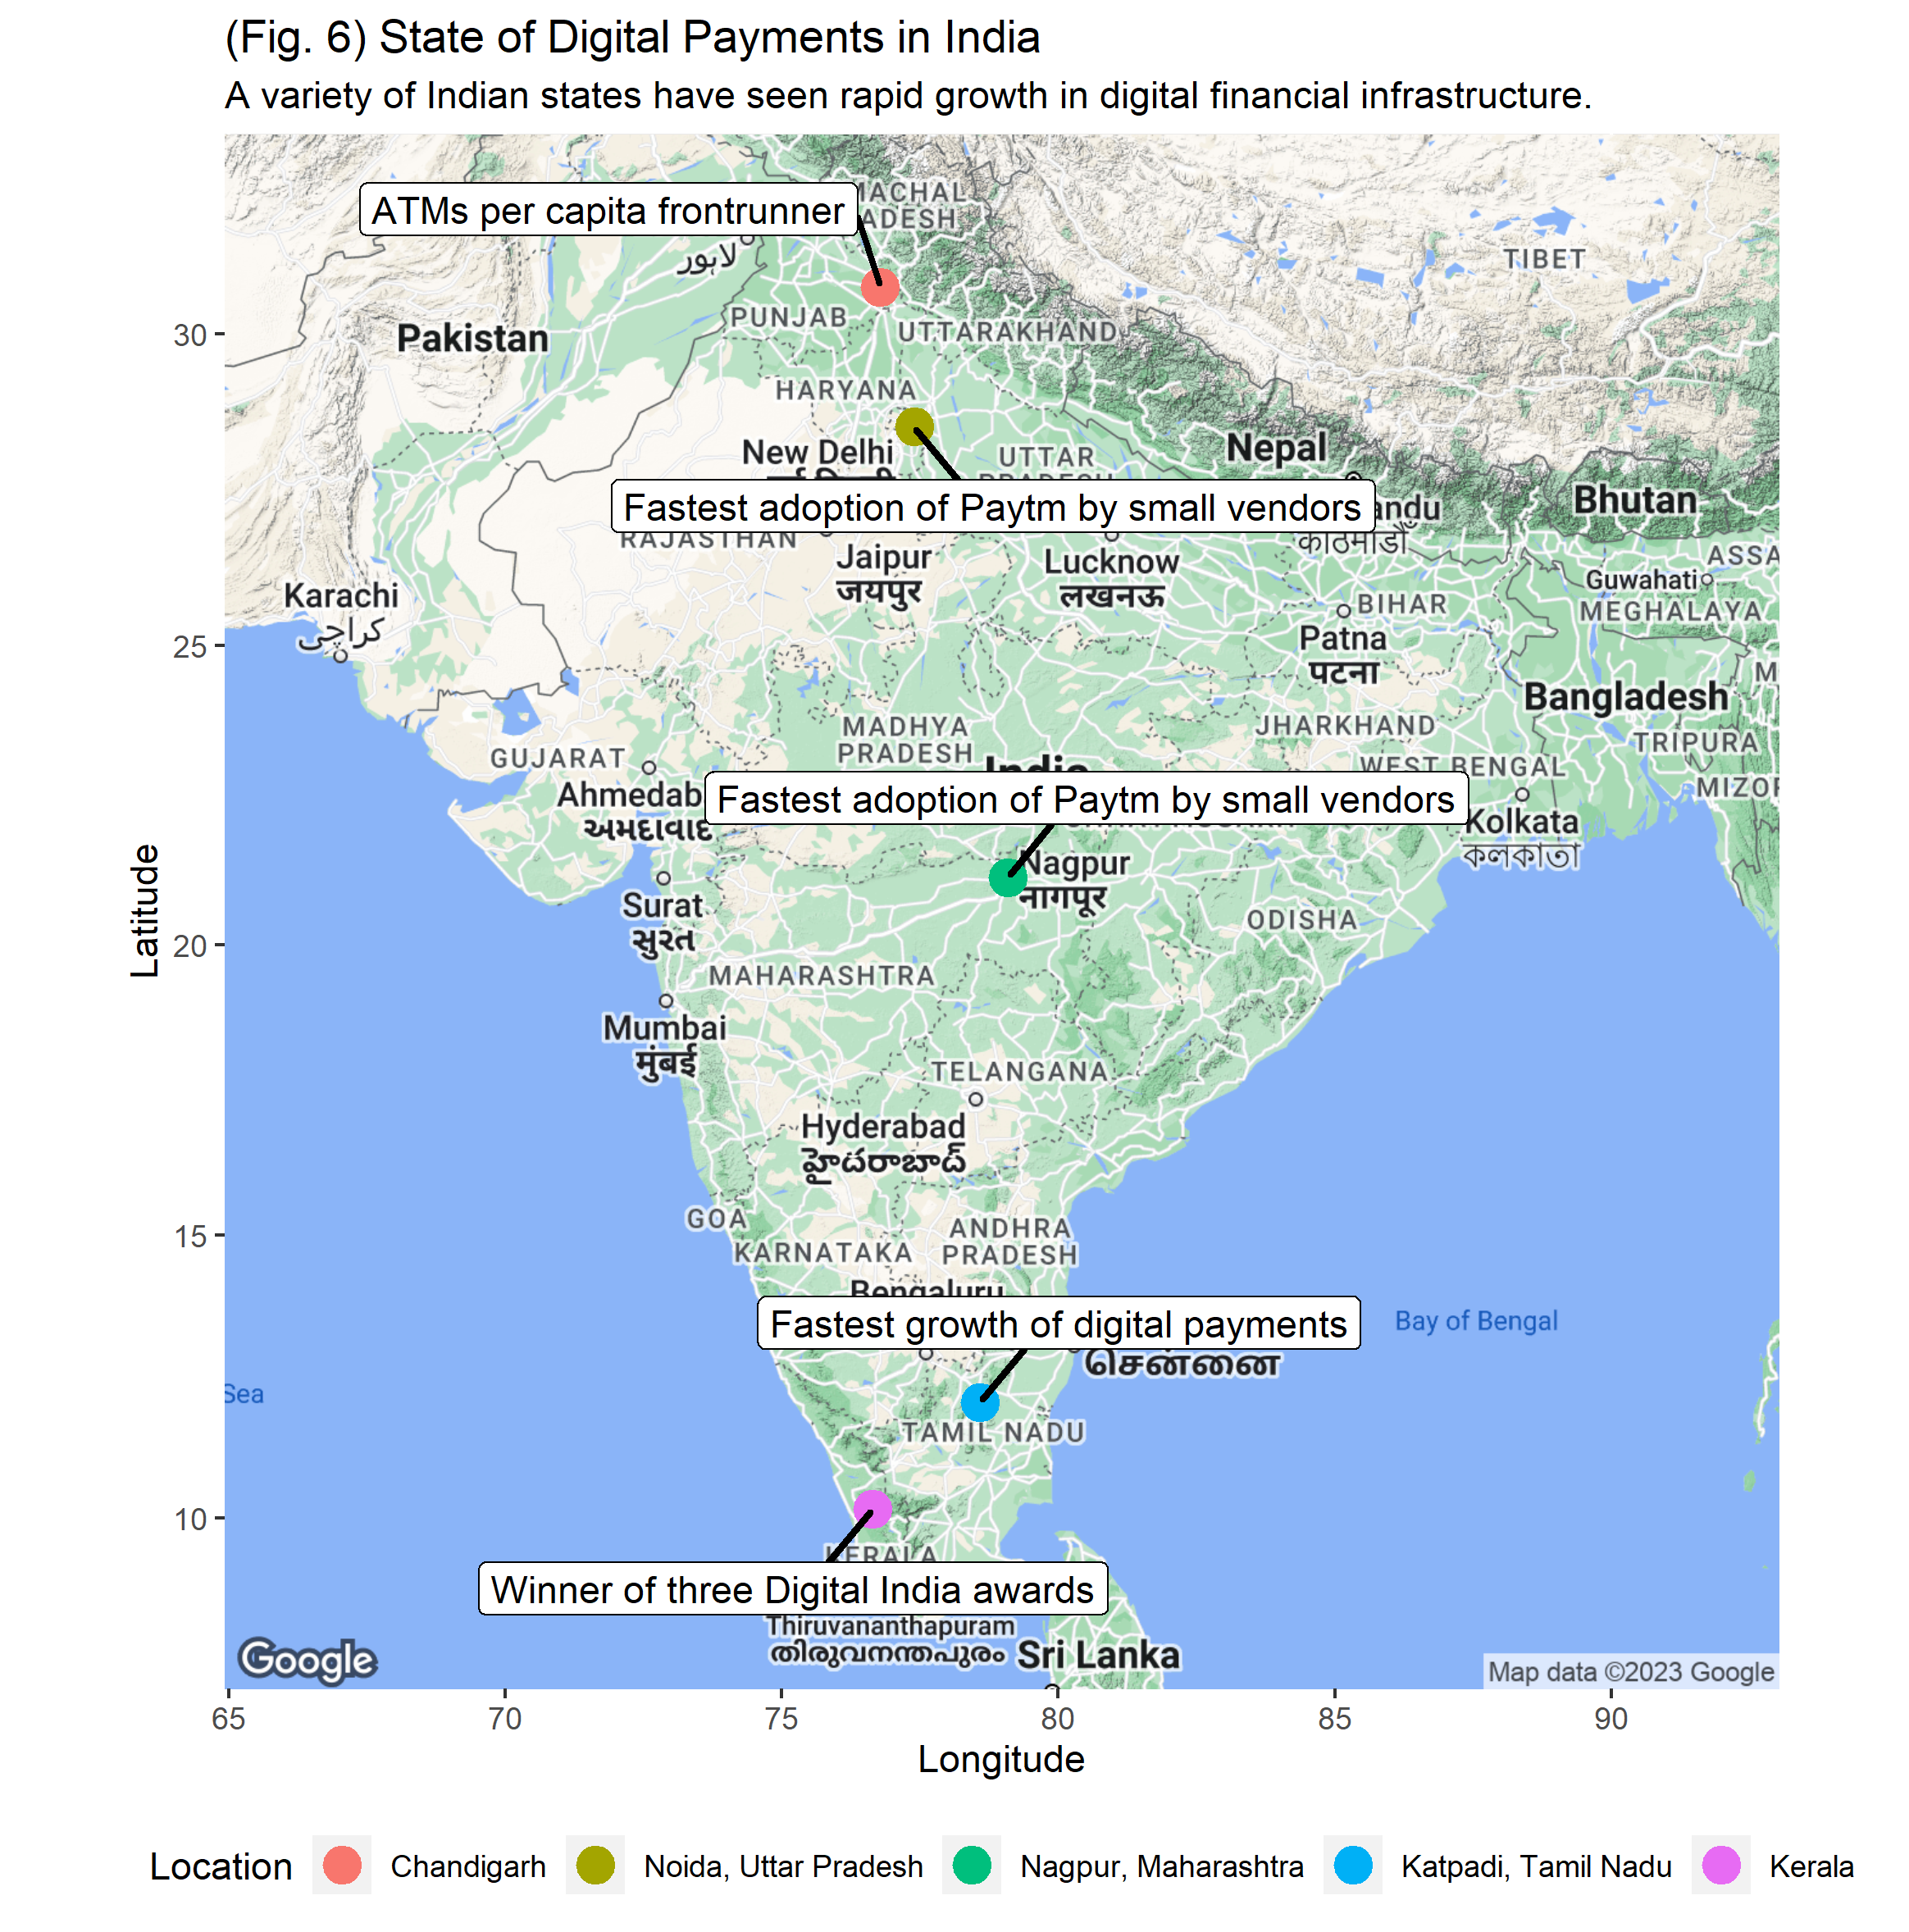 (Fig. 6) State of Digital Payments in India
A variety of Indian states have seen rapid growth in digital financial infrastructure.
ATMs per capita frontrunner
MACHAL
ADESH
لاہور
TIBET
PUNJAB
UTTARAKHAND
Pakistan
HARYANA
New Delhi
UTTAR
PRADESH
Nepal
Bhutan
Fastest adoption of Paytm by small vendors
andu
काठमाडौं
RAJASTHAN
Jaipur
जयपुर
Lucknow
लखनऊ
ASSA
Guwahati
MEGHALAYA
Karachi
کراچی
BIHAR
Patna
पटना
Bangladesh
M
MADHYA
PRADESH
JHARKHAND
TRIPURA
GUJARAT
India
WEST BENGAL
MIZOR
Ahmedab
અમદાવાદ
Fastest adoption of Paytm by small vendors
Kolkata
কলকাতা
Nagpur
नागपूर
Surat
સુરત
ODISHA
MAHARASHTRA
Mumbai
मुंबई
TELANGANA
Hyderabad
హైదరాబాద్
GOA
KARNATAKA
ANDHRA
PRADESH
Bengaluru
Fastest growth of digital payments
Bay of Bengal
சென்னை
Sea
TAMIL NADU
KERALA
Winner of three Digital India awards
Thiruvananthapuram
തിരുവനന്തപുരം
Sri Lanka
Google
Map data ©2023 Google
30
25
20
15
10
Latitude
65 70 75 80 85 90
Longitude
Location Chandigarh Noida, Uttar Pradesh Nagpur, Maharashtra Katpadi, Tamil Nadu Kerala